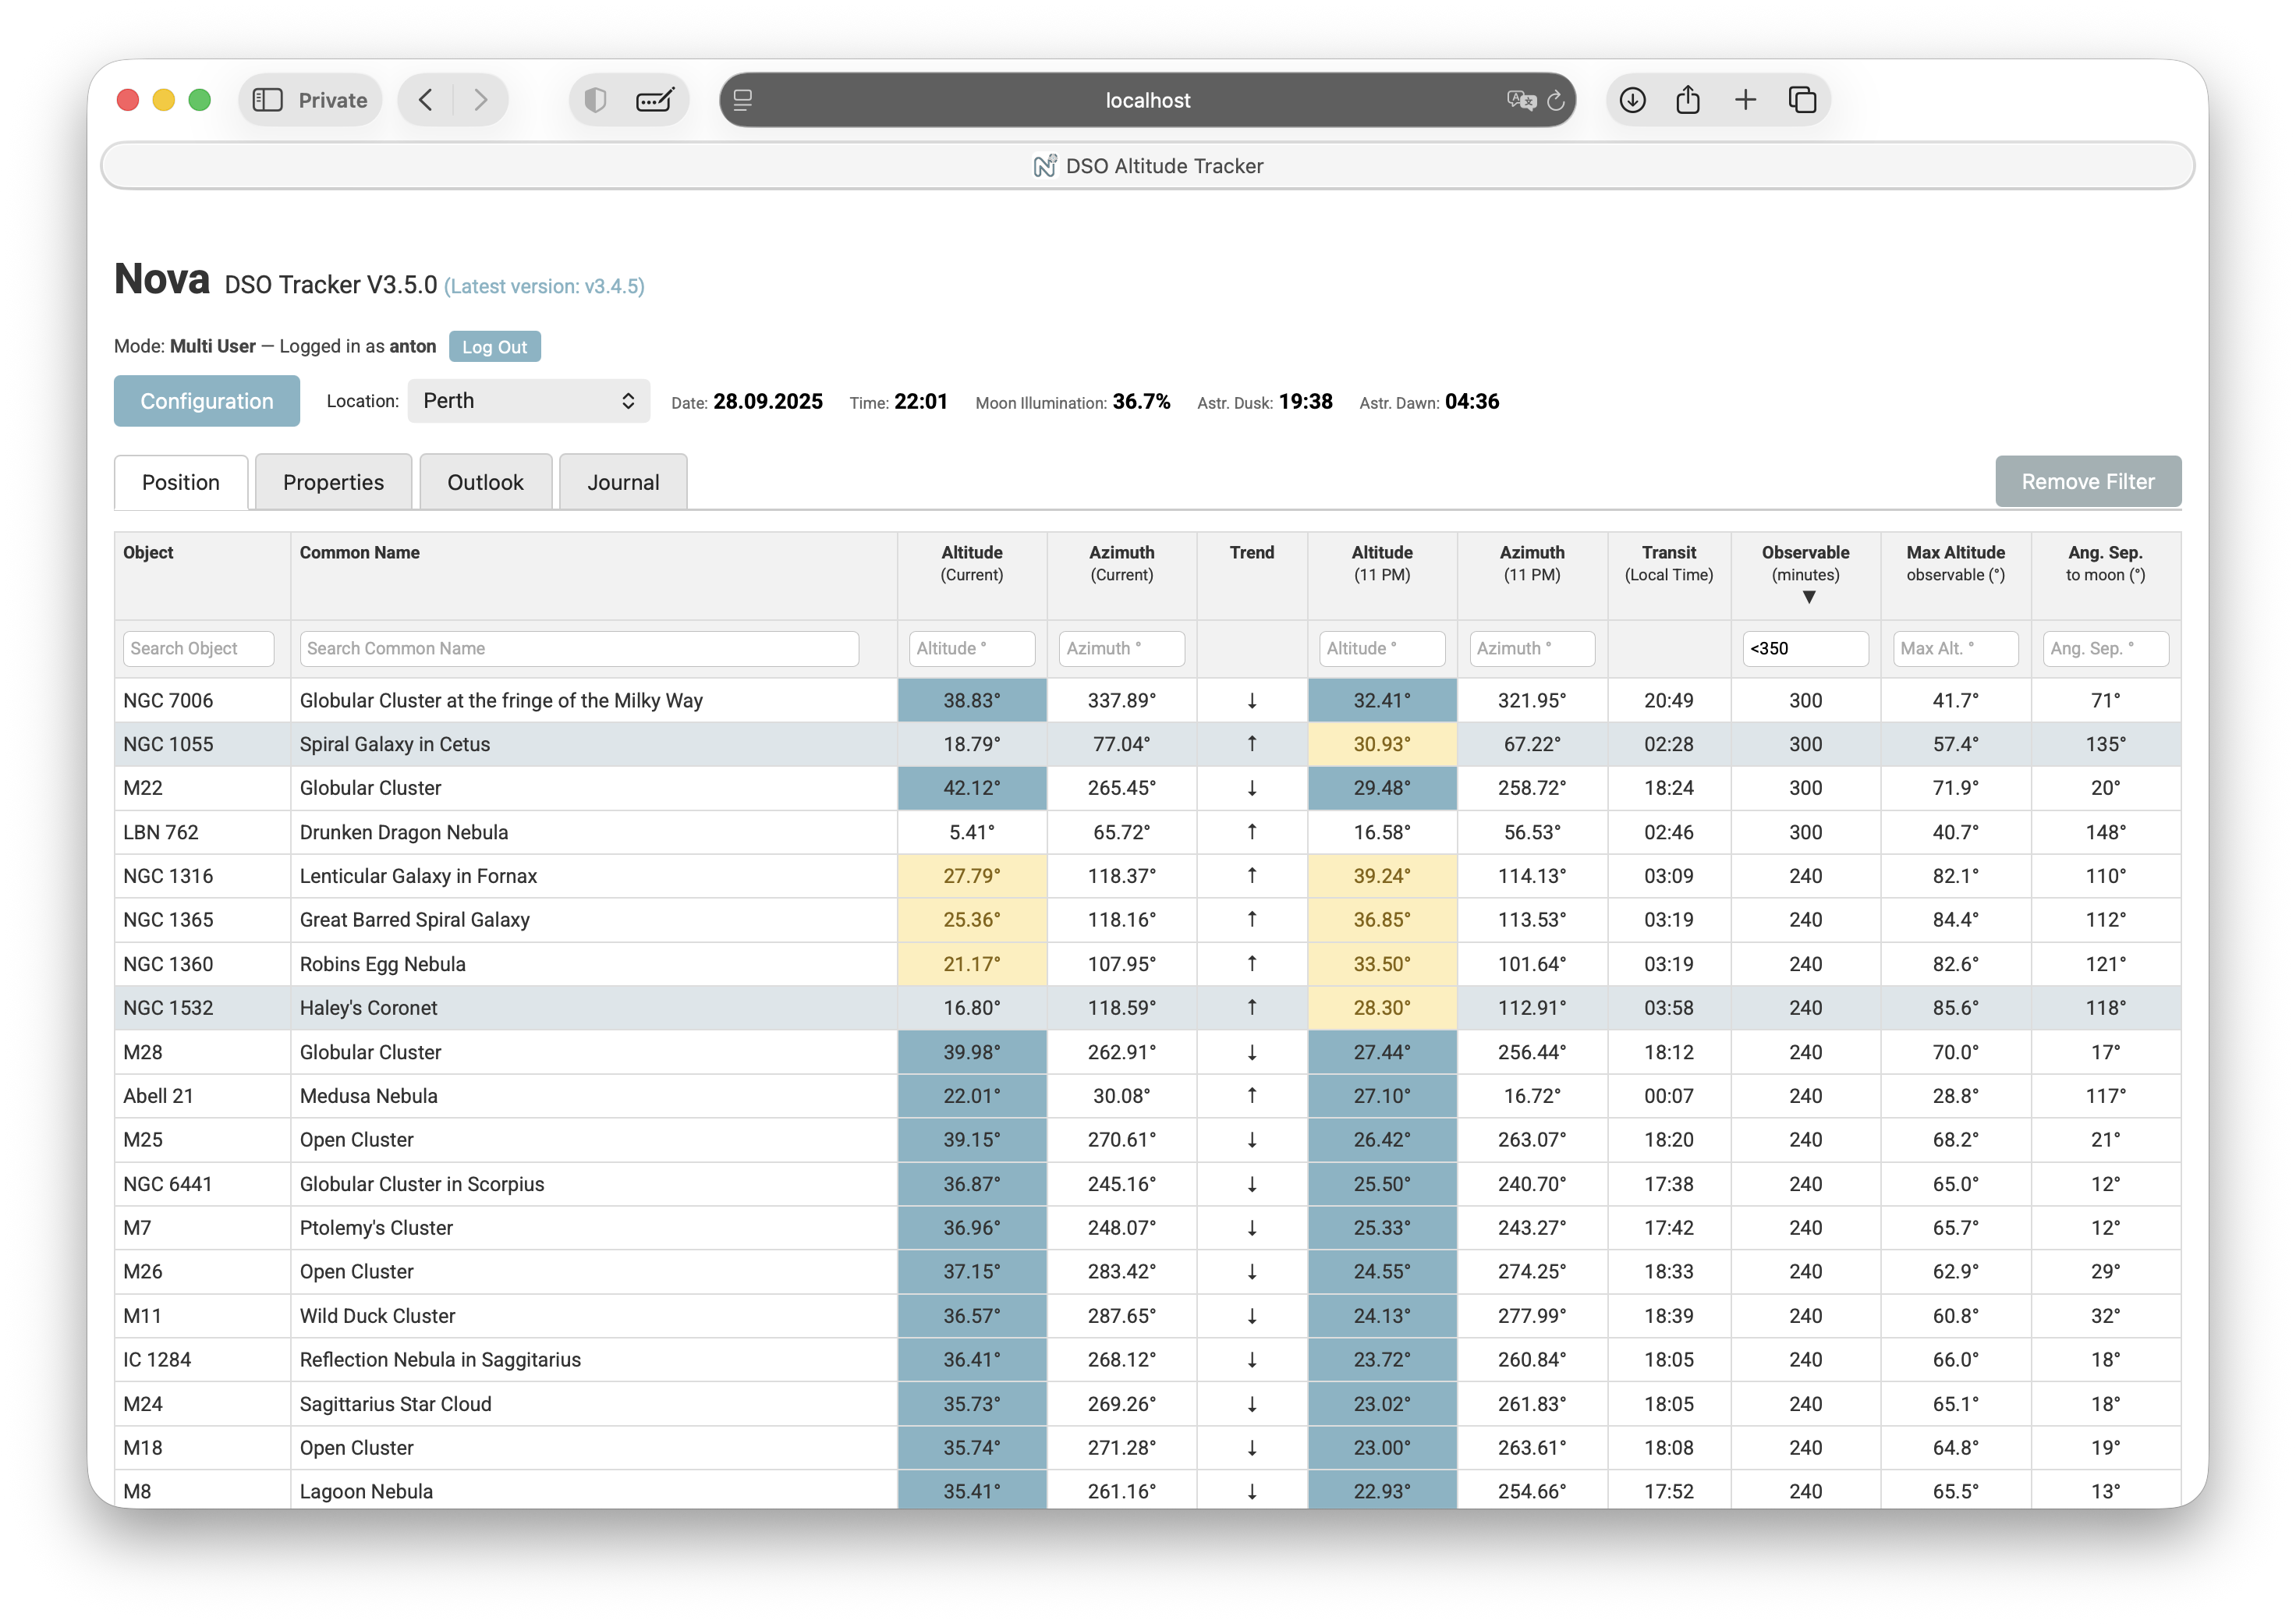 Private
localhost
DSO Altitude Tracker
Nova DSO Tracker V3.5.0 (Latest version: v3.4.5)
Mode: Multi User — Logged in as anton Log Out
Configuration Location: Perth Date: 28.09.2025 Time: 22:01 Moon Illumination: 36.7% Astr. Dusk: 19:38 Astr. Dawn: 04:36
Position Properties Outlook Journal Remove Filter
Object Common Name Altitude Azimuth Trend Altitude Azimuth Transit Observable Max Altitude Ang. Sep.
(Current) (Current) (11 PM) (11 PM) (Local Time) (minutes) observable (°) to moon (°)
▼
Search Object Search Common Name Altitude ° Azimuth ° Altitude ° Azimuth ° <350 Max Alt. ° Ang. Sep. °
NGC 7006 Globular Cluster at the fringe of the Milky Way 38.83° 337.89° ↓ 32.41° 321.95° 20:49 300 41.7° 71°
NGC 1055 Spiral Galaxy in Cetus 18.79° 77.04° ↑ 30.93° 67.22° 02:28 300 57.4° 135°
M22 Globular Cluster 42.12° 265.45° ↓ 29.48° 258.72° 18:24 300 71.9° 20°
LBN 762 Drunken Dragon Nebula 5.41° 65.72° ↑ 16.58° 56.53° 02:46 300 40.7° 148°
NGC 1316 Lenticular Galaxy in Fornax 27.79° 118.37° ↑ 39.24° 114.13° 03:09 240 82.1° 110°
NGC 1365 Great Barred Spiral Galaxy 25.36° 118.16° ↑ 36.85° 113.53° 03:19 240 84.4° 112°
NGC 1360 Robins Egg Nebula 21.17° 107.95° ↑ 33.50° 101.64° 03:19 240 82.6° 121°
NGC 1532 Haley's Coronet 16.80° 118.59° ↑ 28.30° 112.91° 03:58 240 85.6° 118°
M28 Globular Cluster 39.98° 262.91° ↓ 27.44° 256.44° 18:12 240 70.0° 17°
Abell 21 Medusa Nebula 22.01° 30.08° ↑ 27.10° 16.72° 00:07 240 28.8° 117°
M25 Open Cluster 39.15° 270.61° ↓ 26.42° 263.07° 18:20 240 68.2° 21°
NGC 6441 Globular Cluster in Scorpius 36.87° 245.16° ↓ 25.50° 240.70° 17:38 240 65.0° 12°
M7 Ptolemy's Cluster 36.96° 248.07° ↓ 25.33° 243.27° 17:42 240 65.7° 12°
M26 Open Cluster 37.15° 283.42° ↓ 24.55° 274.25° 18:33 240 62.9° 29°
M11 Wild Duck Cluster 36.57° 287.65° ↓ 24.13° 277.99° 18:39 240 60.8° 32°
IC 1284 Reflection Nebula in Saggitarius 36.41° 268.12° ↓ 23.72° 260.84° 18:05 240 66.0° 18°
M24 Sagittarius Star Cloud 35.73° 269.26° ↓ 23.02° 261.83° 18:05 240 65.1° 18°
M18 Open Cluster 35.74° 271.28° ↓ 23.00° 263.61° 18:08 240 64.8° 19°
M8 Lagoon Nebula 35.41° 261.16° ↓ 22.93° 254.66° 17:52 240 65.5° 13°